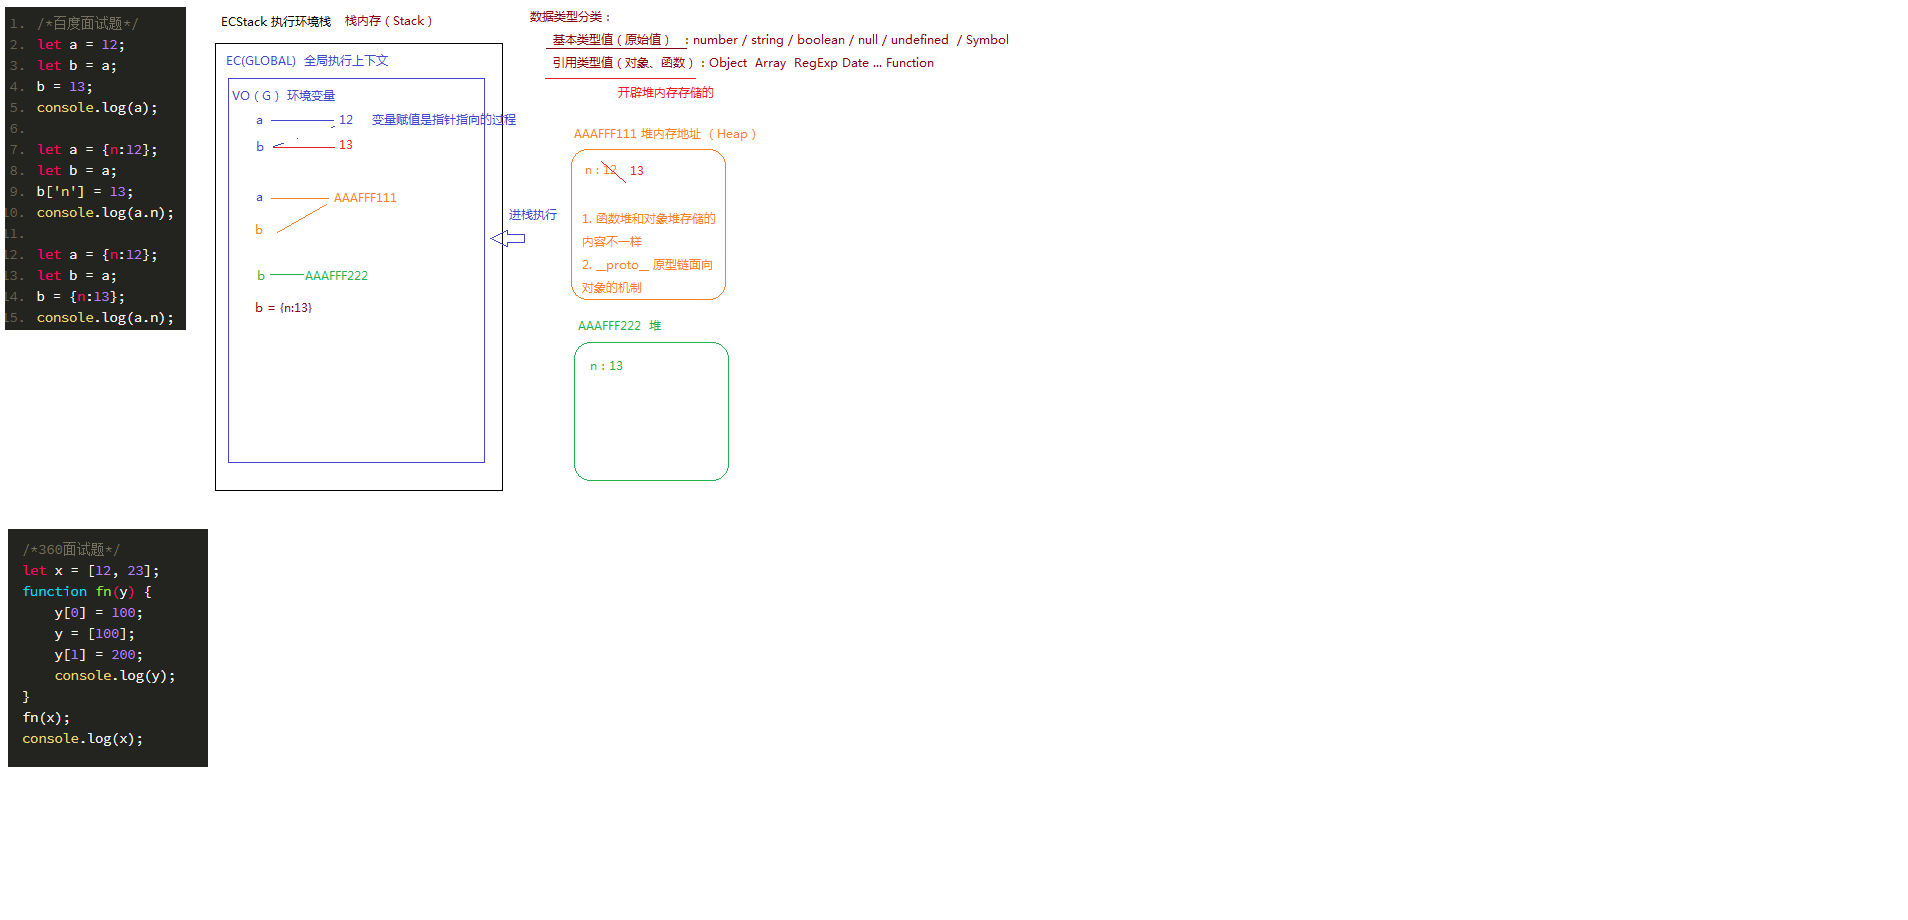 1. /*百度面试题*/
2. let a = 12;
3. let b = a;
4. b = 13;
5. console.log(a);
6.
7. let a = {n:12};
8. let b = a;
9. b['n'] = 13;
10. console.log(a.n);
11.
12. let a = {n:12};
13. let b = a;
14. b = {n:13};
15. console.log(a.n);
ECStack 执行环境栈 栈内存（Stack）
EC(GLOBAL) 全局执行上下文
VO（G） 环境变量
a 12 变量赋值是指针指向的过程
b 13
a AAAFFF111
b
b AAAFFF222
b = {n:13}
进栈执行
数据类型分类：
基本类型值（原始值） ：number / string / boolean / null / undefined / Symbol
引用类型值（对象、函数）：Object Array RegExp Date ... Function
开辟堆内存存储的
AAAFFF111 堆内存地址 （Heap）
n：12 13
1. 函数堆和对象堆存储的
内容不一样
2. __proto__ 原型链面向
对象的机制
AAAFFF222 堆
n：13
/*360面试题*/
let x = [12, 23];
function fn(y) {
y[0] = 100;
y = [100];
y[1] = 200;
console.log(y);
}
fn(x);
console.log(x);